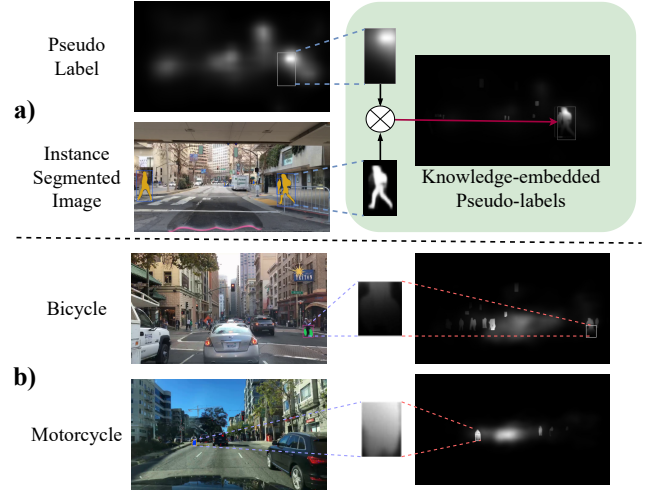 Pseudo
Label
a)
Instance
Segmented
Image
Knowledge-embedded
Pseudo-labels
Bicycle
b)
Motorcycle